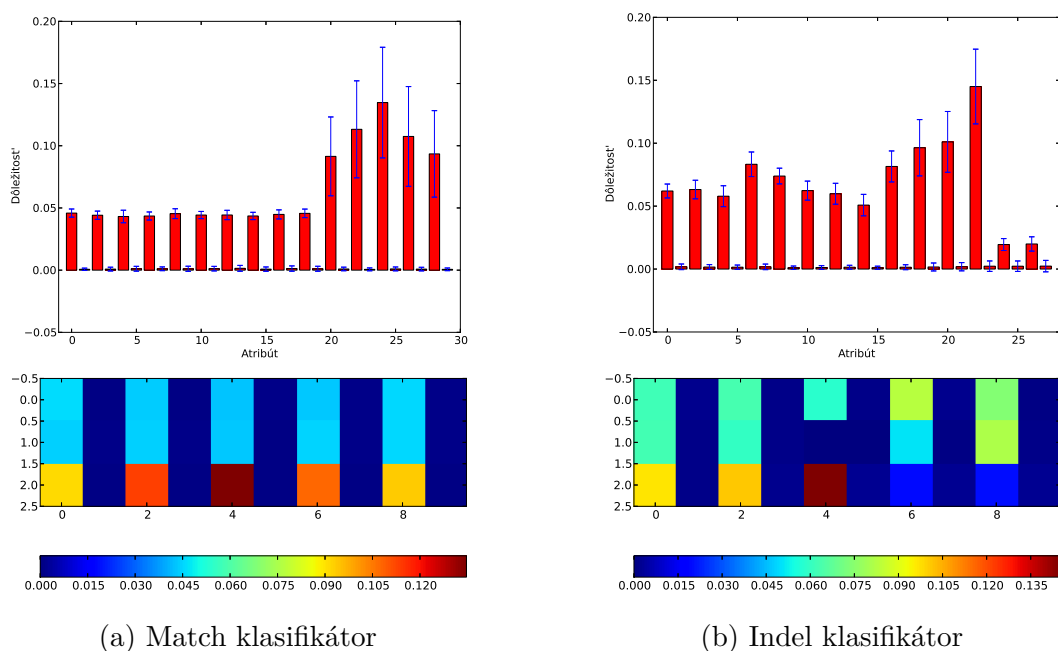 0.20
0.15
0.10
0.05
0.00
−0.05
Dôležitosť
0 5 10 15 20 25 30
Atribút
−0.5
0.0
0.5
1.0
1.5
2.0
2.5
0 2 4 6 8
0.000 0.015 0.030 0.045 0.060 0.075 0.090 0.105 0.120
(a) Match klasifikátor
0.20
0.15
0.10
0.05
0.00
−0.05
Dôležitosť
0 5 10 15 20 25
Atribút
−0.5
0.0
0.5
1.0
1.5
2.0
2.5
0 2 4 6 8
0.000 0.015 0.030 0.045 0.060 0.075 0.090 0.105 0.120 0.135
(b) Indel klasifikátor